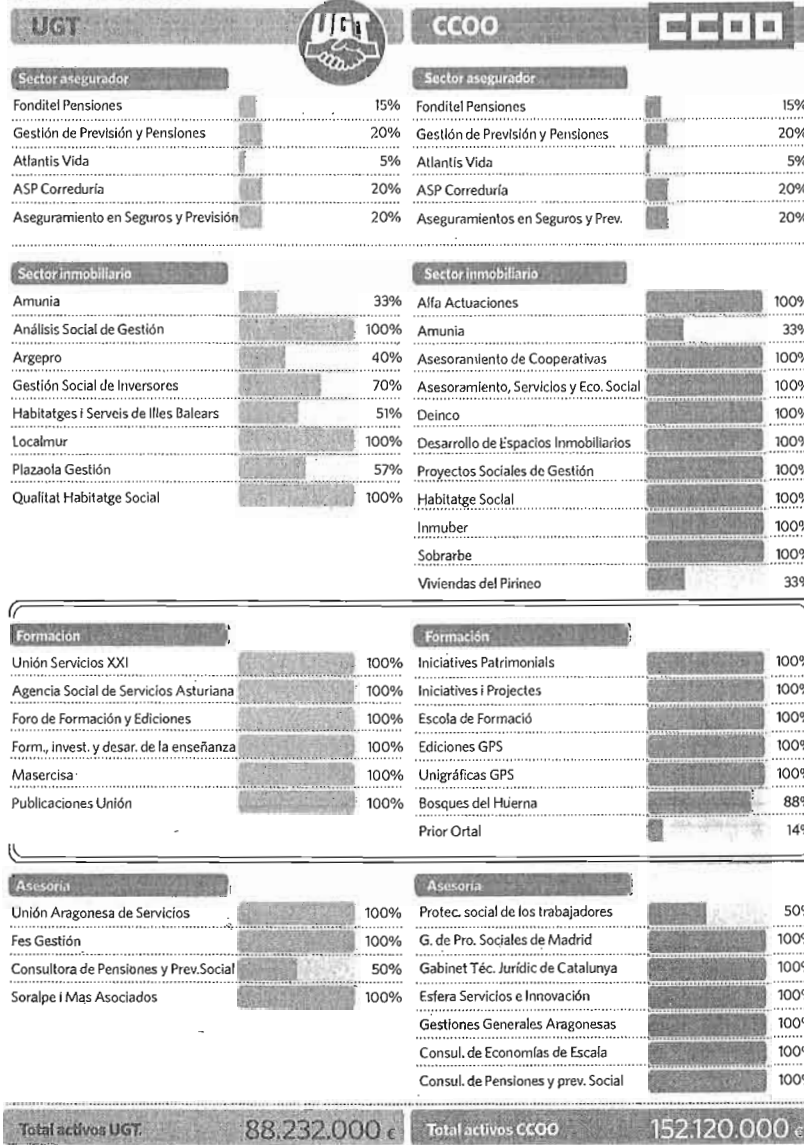 UGT
UGT
Sector asegurador
Fonditel Pensiones 15%
Gestión de Previsión y Pensiones 20%
Atlantis Vida 5%
ASP Correduría 20%
Aseguramiento en Seguros y Previsión 20%
Sector inmobiliario
Amunia 33%
Análisis Social de Gestión 100%
Argepro 40%
Gestión Social de Inversores 70%
Habitatges i Serveis de Illes Balears 51%
Localmur 100%
Plazaola Gestión 57%
Qualitat Habitatge Social 100%
Formación
Unión Servicios XXI 100%
Agencia Social de Servicios Asturiana 100%
Foro de Formación y Ediciones 100%
Form., invest. y desar. de la enseñanza 100%
Masercisa 100%
Publicaciones Unión 100%
Asesoría
Unión Aragonesa de Servicios 100%
Fes Gestión 100%
Consultora de Pensiones y Prev.Social 50%
Soralpe i Mas Asociados 100%
Total activos UGT. 88.232.000 €
CCOO
CCOO
Sector asegurador
Fonditel Pensiones 15%
Gestión de Previsión y Pensiones 20%
Atlantis Vida 5%
ASP Correduría 20%
Aseguramientos en Seguros y Prev. 20%
Sector inmobiliario
Alfa Actuaciones 100%
Amunia 33%
Asesoramiento de Cooperativas 100%
Asesoramiento, Servicios y Eco. Social 100%
Deinco 100%
Desarrollo de Espacios Inmobiliarios 100%
Proyectos Sociales de Gestión 100%
Habitatge Social 100%
Inmuber 100%
Sobrarbe 100%
Viviendas del Pirineo 33%
Formación
Iniciatives Patrimonials 100%
Iniciatives i Projectes 100%
Escola de Formació 100%
Ediciones GPS 100%
Unigráficas GPS 100%
Bosques del Huerna 88%
Prior Ortal 14%
Asesoría
Protec. social de los trabajadores 50%
G. de Pro. Sociales de Madrid 100%
Gabinet Téc. Jurídic de Catalunya 100%
Esfera Servicios e Innovación 100%
Gestiones Generales Aragonesas 100%
Consul. de Economías de Escala 100%
Consul. de Pensiones y prev. Social 100%
Total activos CCOO 152.120.000 €